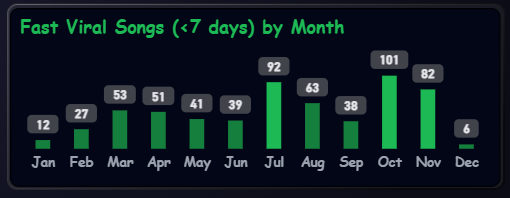 Fast Viral Songs (<7 days) by Month
12 27 53 51 41 39 92 63 38 101 82 6
Jan Feb Mar Apr May Jun Jul Aug Sep Oct Nov Dec